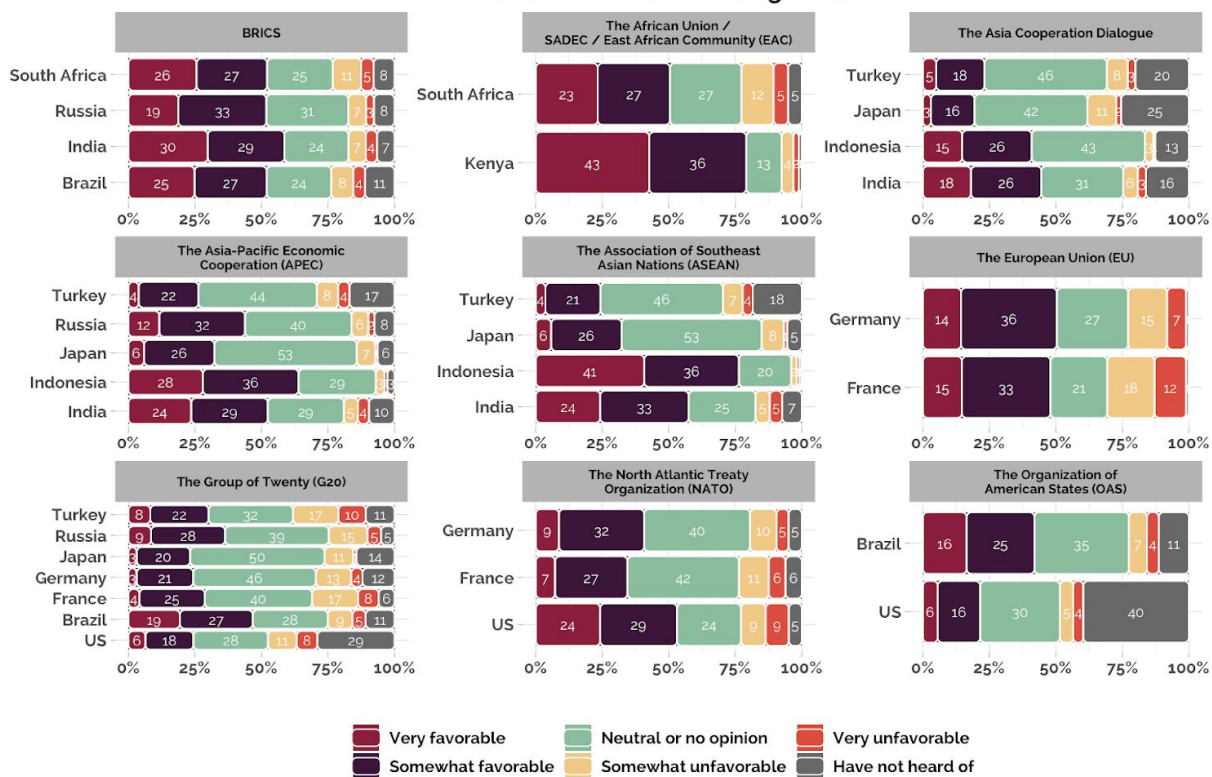 BRICS
South Africa 26 27 25 11 5 8
Russia 19 33 31 7 3 8
India 30 29 24 7 4 7
Brazil 25 27 24 8 4 11
0% 25% 50% 75% 100%
The African Union /
SADEC / East African Community (EAC)
South Africa 23 27 27 12 5 5
Kenya 43 36 13 4
0% 25% 50% 75% 100%
The Asia Cooperation Dialogue
Turkey 5 18 46 8 3 20
Japan 3 16 42 11 2 25
Indonesia 15 26 43 3 13
India 18 26 31 6 3 16
0% 25% 50% 75% 100%
The Asia-Pacific Economic
Cooperation (APEC)
Turkey 4 22 44 8 4 17
Russia 12 32 40 6 2 8
Japan 6 26 53 7 6
Indonesia 28 36 29 3 3
India 24 29 29 5 4 10
0% 25% 50% 75% 100%
The Association of Southeast
Asian Nations (ASEAN)
Turkey 4 21 46 7 4 18
Japan 6 26 53 8 5
Indonesia 41 36 20 2
India 24 33 25 5 5 7
0% 25% 50% 75% 100%
The European Union (EU)
Germany 14 36 27 15 7
France 15 33 21 18 12
0% 25% 50% 75% 100%
The Group of Twenty (G20)
Turkey 8 22 32 17 10 11
Russia 9 28 39 15 5 5
Japan 3 20 50 11 14
Germany 3 21 46 13 4 12
France 4 25 40 17 8 6
Brazil 19 27 28 9 5 11
US 6 18 28 11 8 29
0% 25% 50% 75% 100%
The North Atlantic Treaty
Organization (NATO)
Germany 9 32 40 10 5 5
France 7 27 42 11 6 6
US 24 29 24 9 9 5
0% 25% 50% 75% 100%
The Organization of
American States (OAS)
Brazil 16 25 35 7 4 11
US 6 16 30 5 4 40
0% 25% 50% 75% 100%
Very favorable
Somewhat favorable
Neutral or no opinion
Somewhat unfavorable
Very unfavorable
Have not heard of